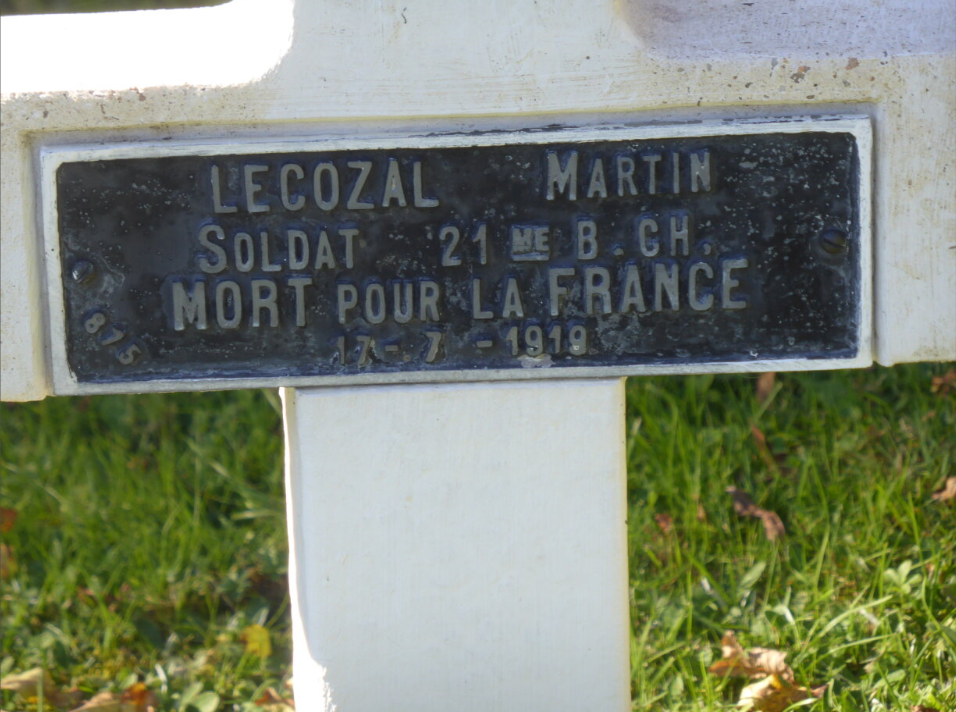 LECOZAL MARTIN
SOLDAT 21 ME B.CH.
MORT POUR LA FRANCE
17-7-1919
875